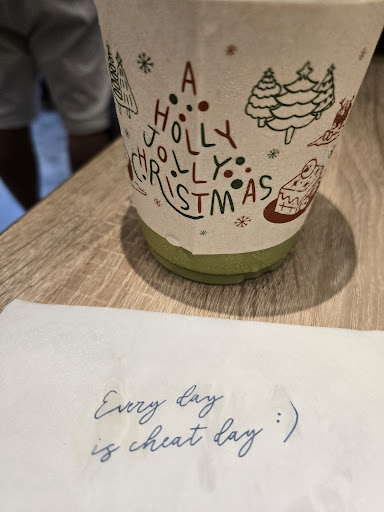 A
HOLLY
JOLLY
CHRISTMAS
Every day
is cheat day :)